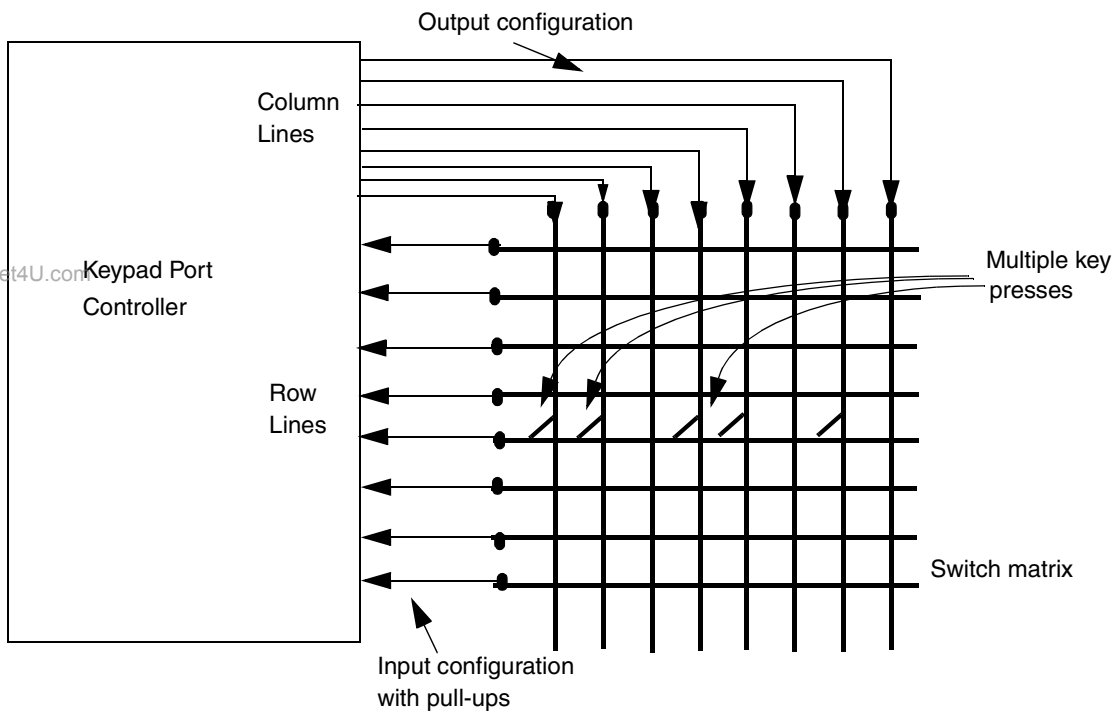 Output configuration
Column
Lines
et4U.com
Keypad Port
Controller
Multiple key
presses
Row
Lines
Switch matrix
Input configuration
with pull-ups